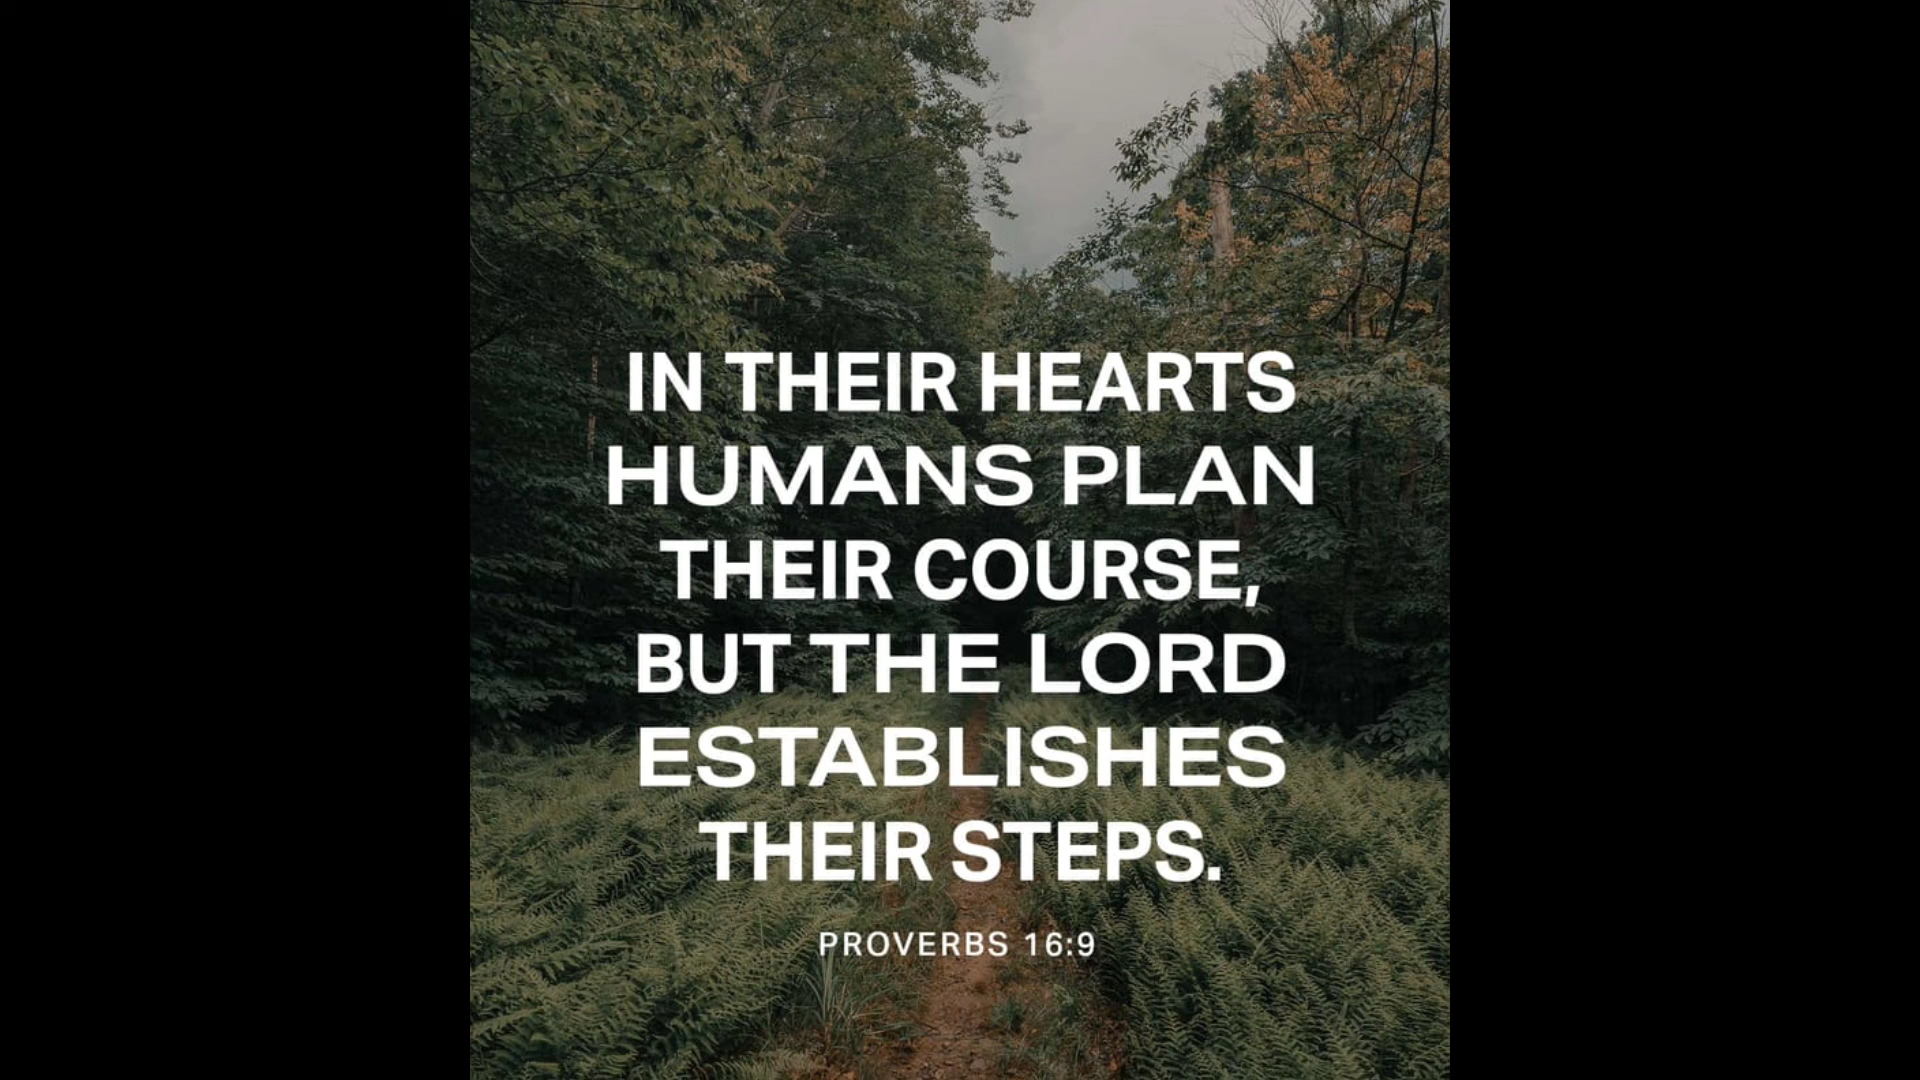 IN THEIR HEARTS
HUMANS PLAN
THEIR COURSE,
BUT THE LORD
ESTABLISHES
THEIR STEPS.
PROVERBS 16:9